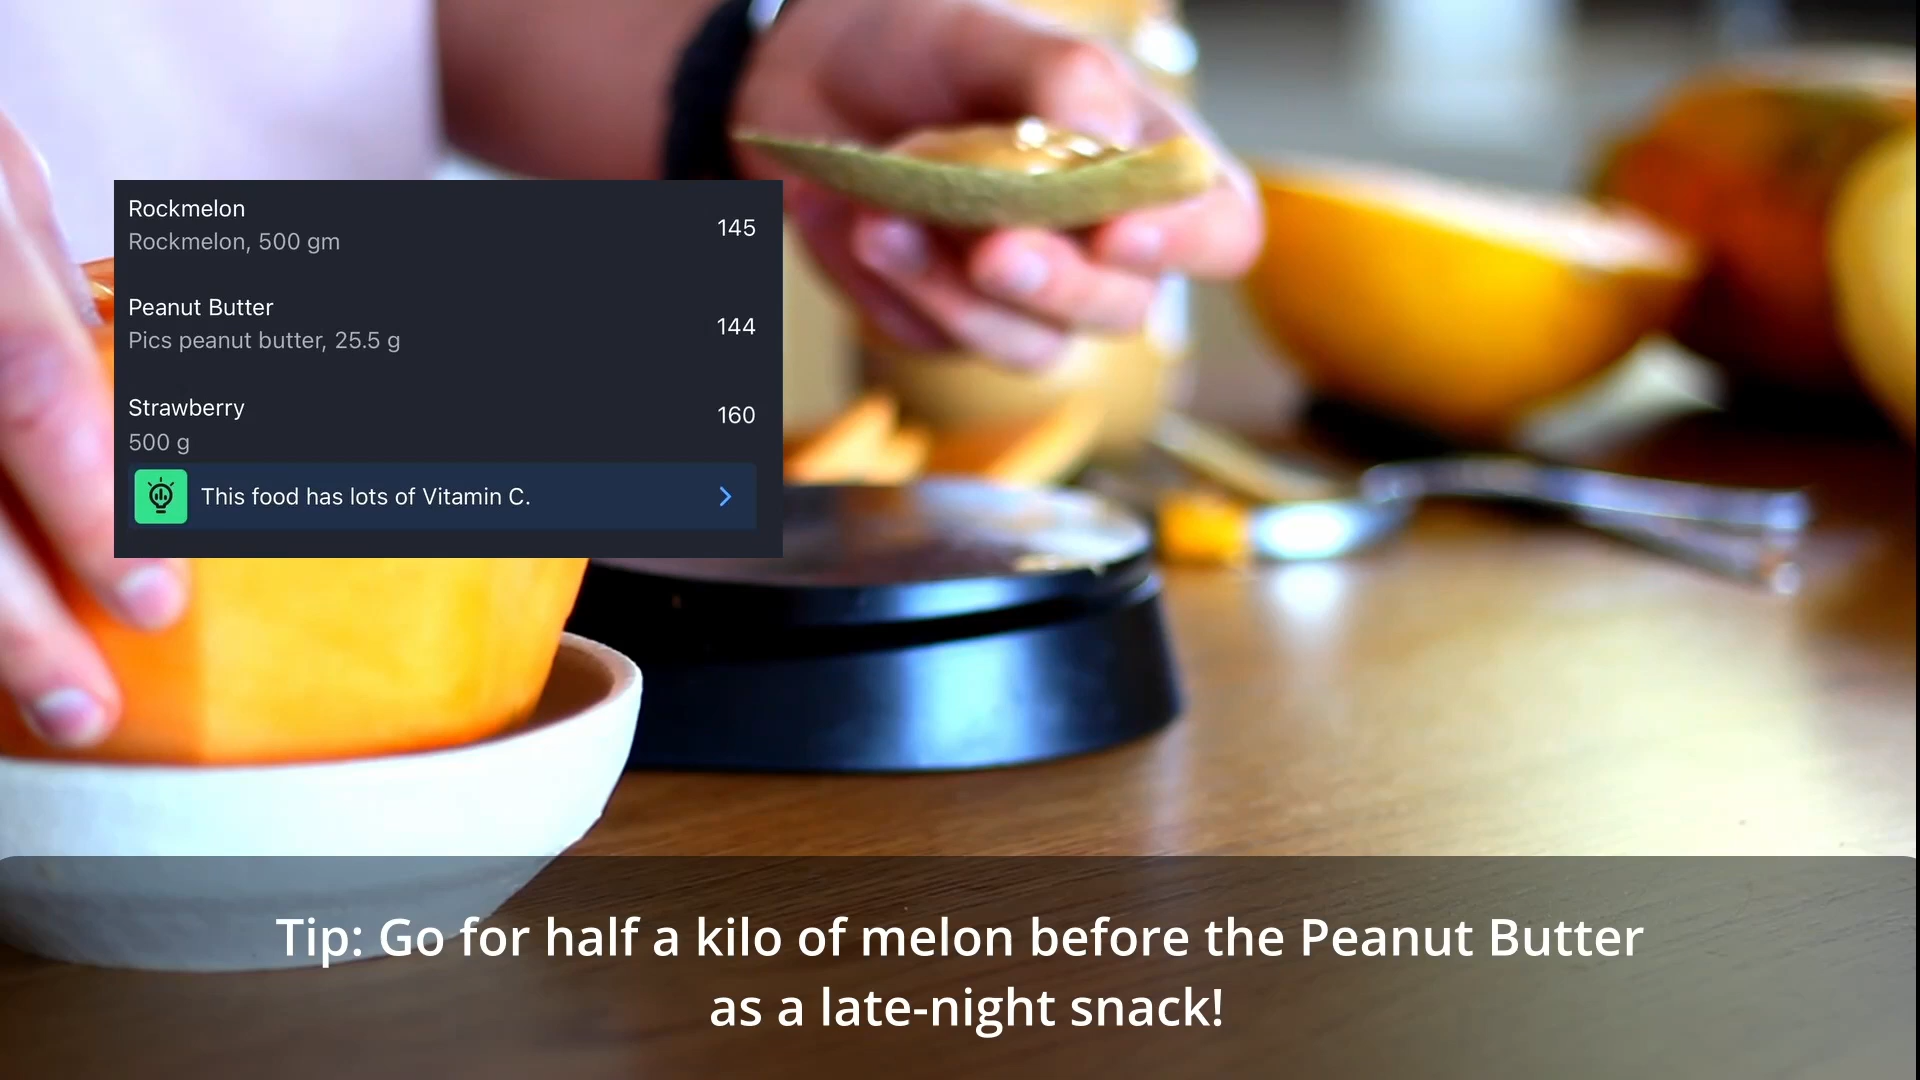 Rockmelon
145
Rockmelon, 500 gm
Peanut Butter
144
Pics peanut butter, 25.5 g
Strawberry
160
500 g
This food has lots of Vitamin C.
Tip: Go for half a kilo of melon before the Peanut Butter
as a late-night snack!